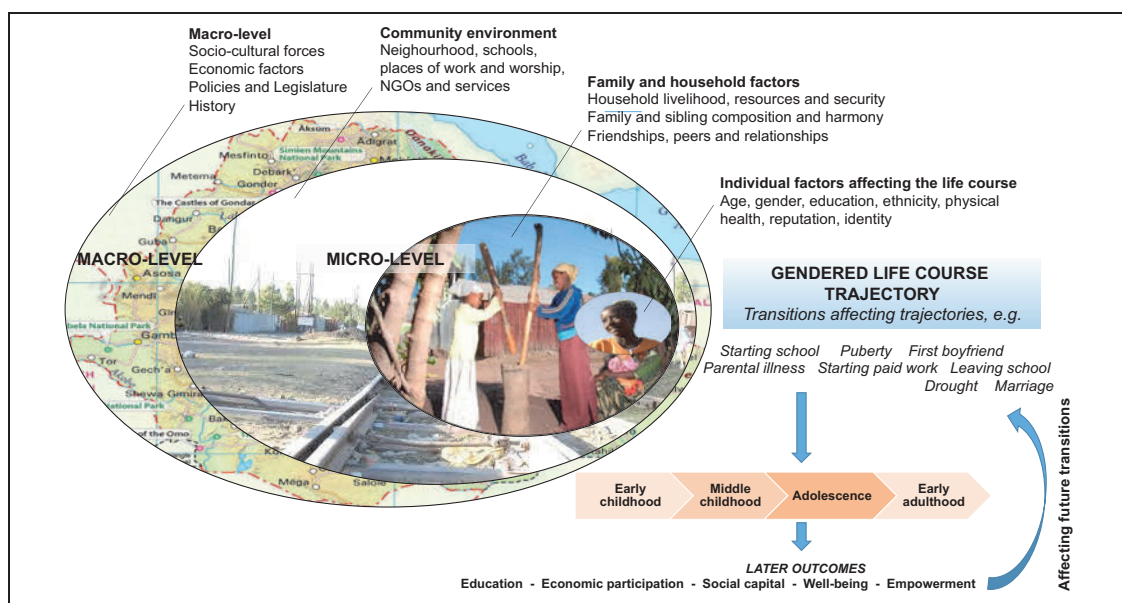 Macro-level
Socio-cultural forces
Economic factors
Policies and Legislature
History
Community environment
Neighourhood, schools,
places of work and worship,
NGOs and services
Family and household factors
Household livelihood, resources and security
Family and sibling composition and harmony
Friendships, peers and relationships
Individual factors affecting the life course
Age, gender, education, ethnicity, physical
health, reputation, identity
Aksum
Adigrat
Simien Mountains
National Park
Mesfinto
Debark
Metema
Gonder
The Castles of Gondar
Dangur
Guba
MACRO-LEVEL
MICRO-LEVEL
Asosa
Mendi
National Park
Gamb
Tor
Gech'a
Shewa Gimira
National Park
of the Omo
Mega
GENDERED LIFE COURSE
TRAJECTORY
Transitions affecting trajectories, e.g.
Starting school Puberty First boyfriend
Parental illness Starting paid work Leaving school
Drought Marriage
Early
childhood
Middle
childhood
Adolescence
Early
adulthood
LATER OUTCOMES
Education - Economic participation - Social capital - Well-being - Empowerment
Affecting future transitions